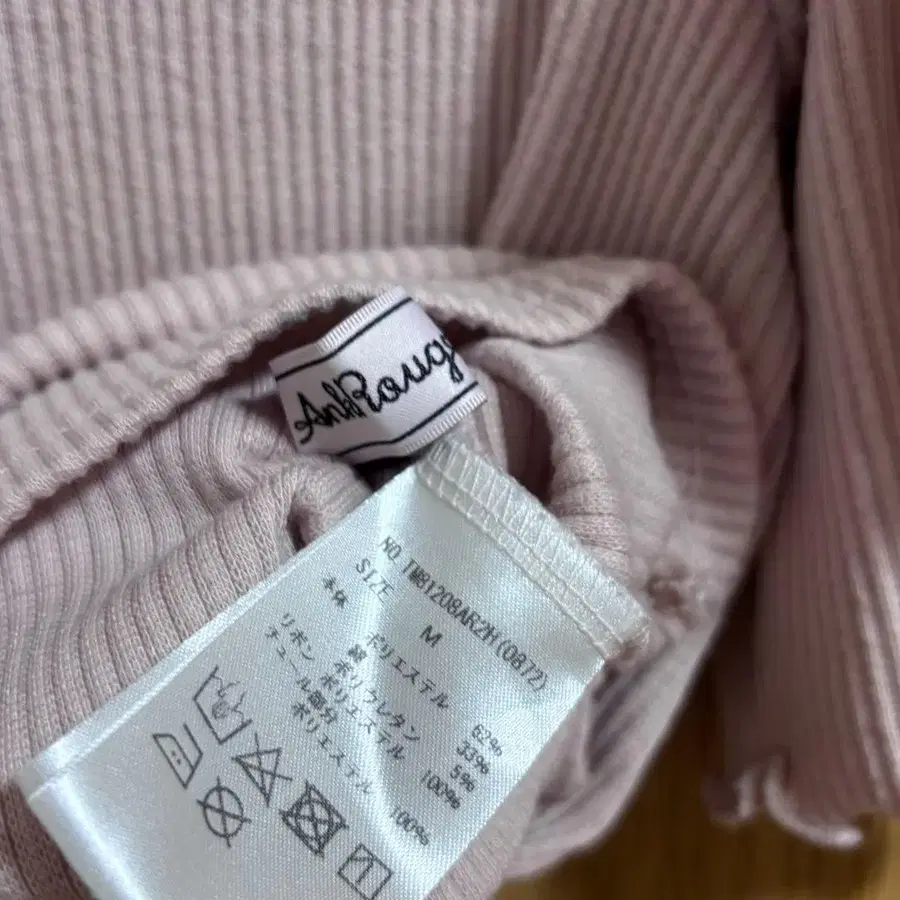 AnkRoug
NO TM81208AR2H(0872)
SIZE M
本体 ポリエステル 62%
綿 33%
ポリウレタン 5%
リボン ポリエステル 100%
チュール部分
ポリエステル 100%